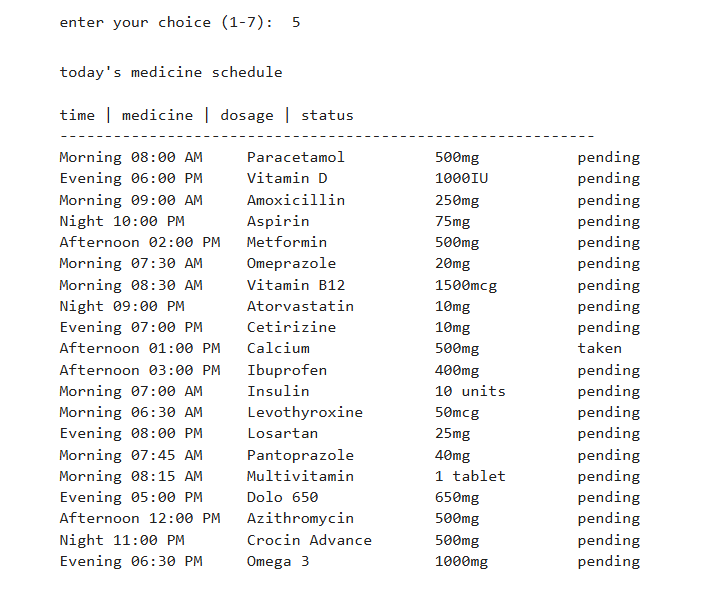 enter your choice (1-7):  5
today's medicine schedule
time | medicine | dosage | status
------------------------------------------------------------
Morning 08:00 AM     Paracetamol          500mg           pending
Evening 06:00 PM     Vitamin D            1000IU          pending
Morning 09:00 AM     Amoxicillin          250mg           pending
Night 10:00 PM       Aspirin              75mg            pending
Afternoon 02:00 PM   Metformin            500mg           pending
Morning 07:30 AM     Omeprazole           20mg            pending
Morning 08:30 AM     Vitamin B12          1500mcg         pending
Night 09:00 PM       Atorvastatin         10mg            pending
Evening 07:00 PM     Cetirizine           10mg            pending
Afternoon 01:00 PM   Calcium              500mg           taken
Afternoon 03:00 PM   Ibuprofen            400mg           pending
Morning 07:00 AM     Insulin              10 units        pending
Morning 06:30 AM     Levothyroxine        50mcg           pending
Evening 08:00 PM     Losartan             25mg            pending
Morning 07:45 AM     Pantoprazole         40mg            pending
Morning 08:15 AM     Multivitamin         1 tablet        pending
Evening 05:00 PM     Dolo 650             650mg           pending
Afternoon 12:00 PM   Azithromycin         500mg           pending
Night 11:00 PM       Crocin Advance       500mg           pending
Evening 06:30 PM     Omega 3              1000mg          pending